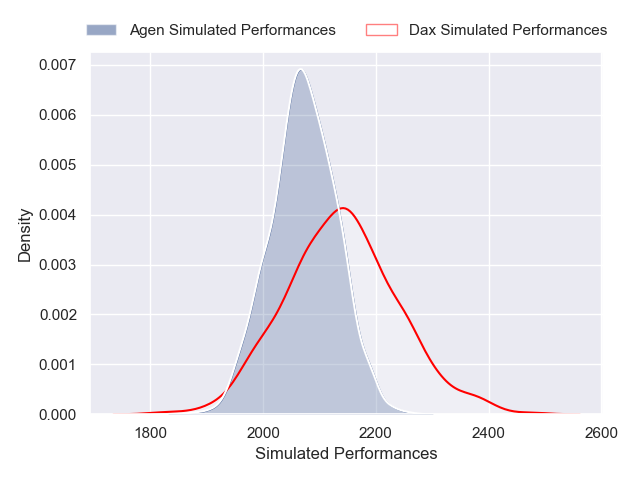 Agen Simulated Performances Dax Simulated Performances
0.007
0.006
0.005
0.004
0.003
0.002
0.001
0.000
Density
1800 2000 2200 2400 2600
Simulated Performances